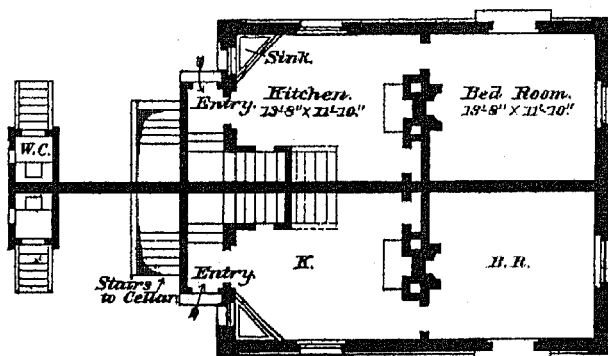 Sink.
Kitchen.
13'-8" X 11'-10."
Bed Room.
13'-8" X 11'-10."
Entry.
W.C.
Entry.
K.
B.R.
Stairs
to Cellar.